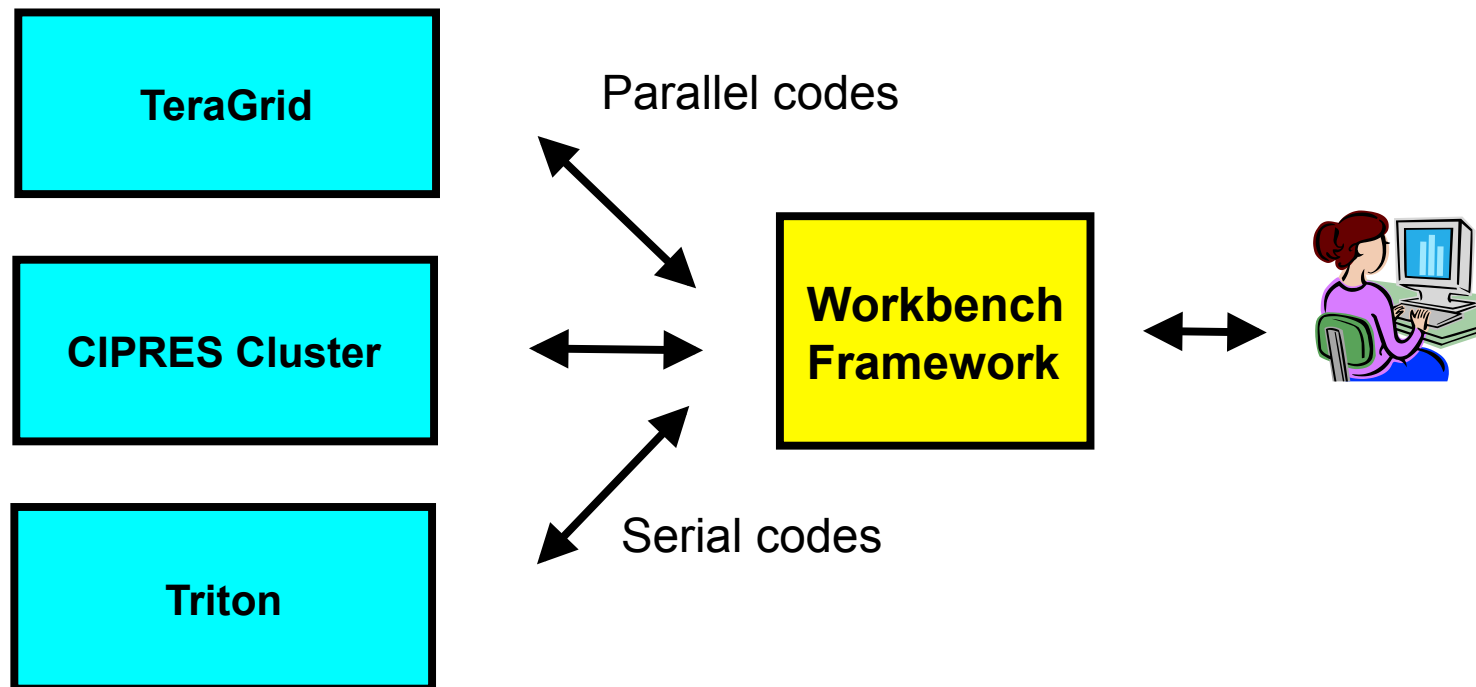 TeraGrid
Parallel codes
CIPRES Cluster
Workbench
Framework
Serial codes
Triton